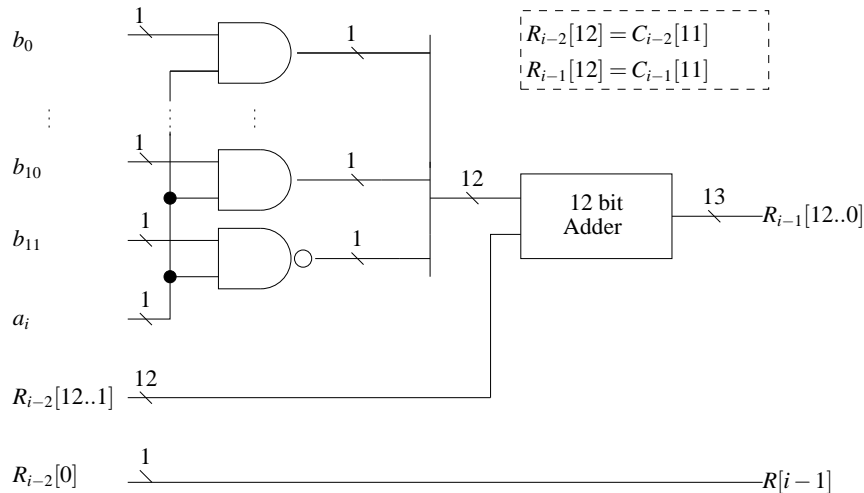 b_0
1
1
R_{i−2}[12] = C_{i−2}[11]
R_{i−1}[12] = C_{i−1}[11]
b_{10}
1
1
12
12 bit
Adder
13
R_{i−1}[12..0]
b_{11}
1
1
a_i
1
R_{i−2}[12..1]
12
R_{i−2}[0]
1
R[i−1]